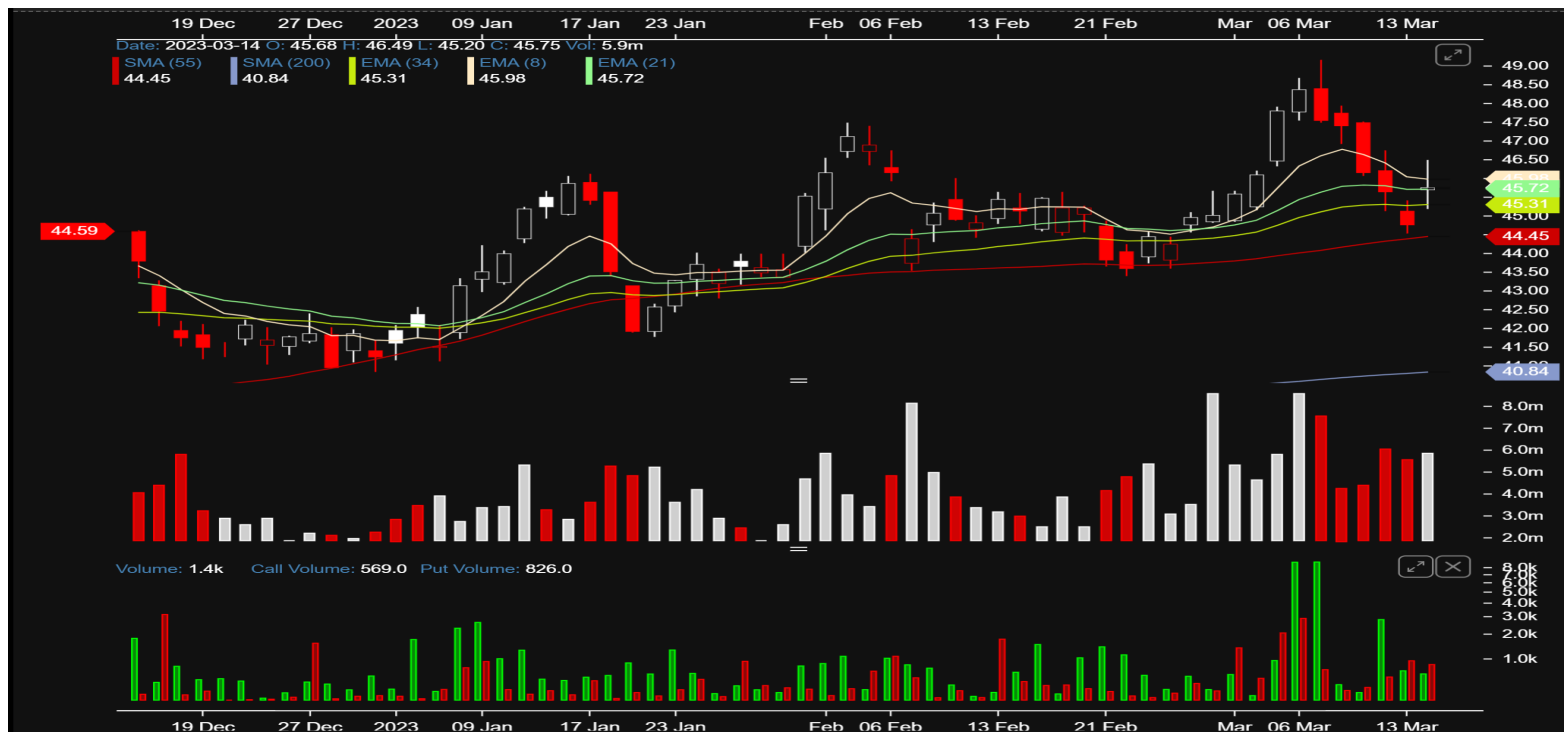 19 Dec 27 Dec 2023 09 Jan 17 Jan 23 Jan Feb 06 Feb 13 Feb 21 Feb Mar 06 Mar 13 Mar
Date: 2023-03-14 O: 45.68 H: 46.49 L: 45.20 C: 45.75 Vol: 5.9m
SMA (55) SMA (200) EMA (34) EMA (8) EMA (21)
44.45 40.84 45.31 45.98 45.72
49.00
48.50
48.00
47.50
47.00
46.50
45.98
45.72
45.31
45.00
44.59
44.45
44.00
43.50
43.00
42.50
42.00
41.50
41.00
40.84
8.0m
7.0m
6.0m
5.0m
4.0m
3.0m
2.0m
Volume: 1.4k Call Volume: 569.0 Put Volume: 826.0
8.0k
7.0k
6.0k
5.0k
4.0k
3.0k
2.0k
1.0k
19 Dec 27 Dec 2023 09 Jan 17 Jan 23 Jan Feb 06 Feb 13 Feb 21 Feb Mar 06 Mar 13 Mar